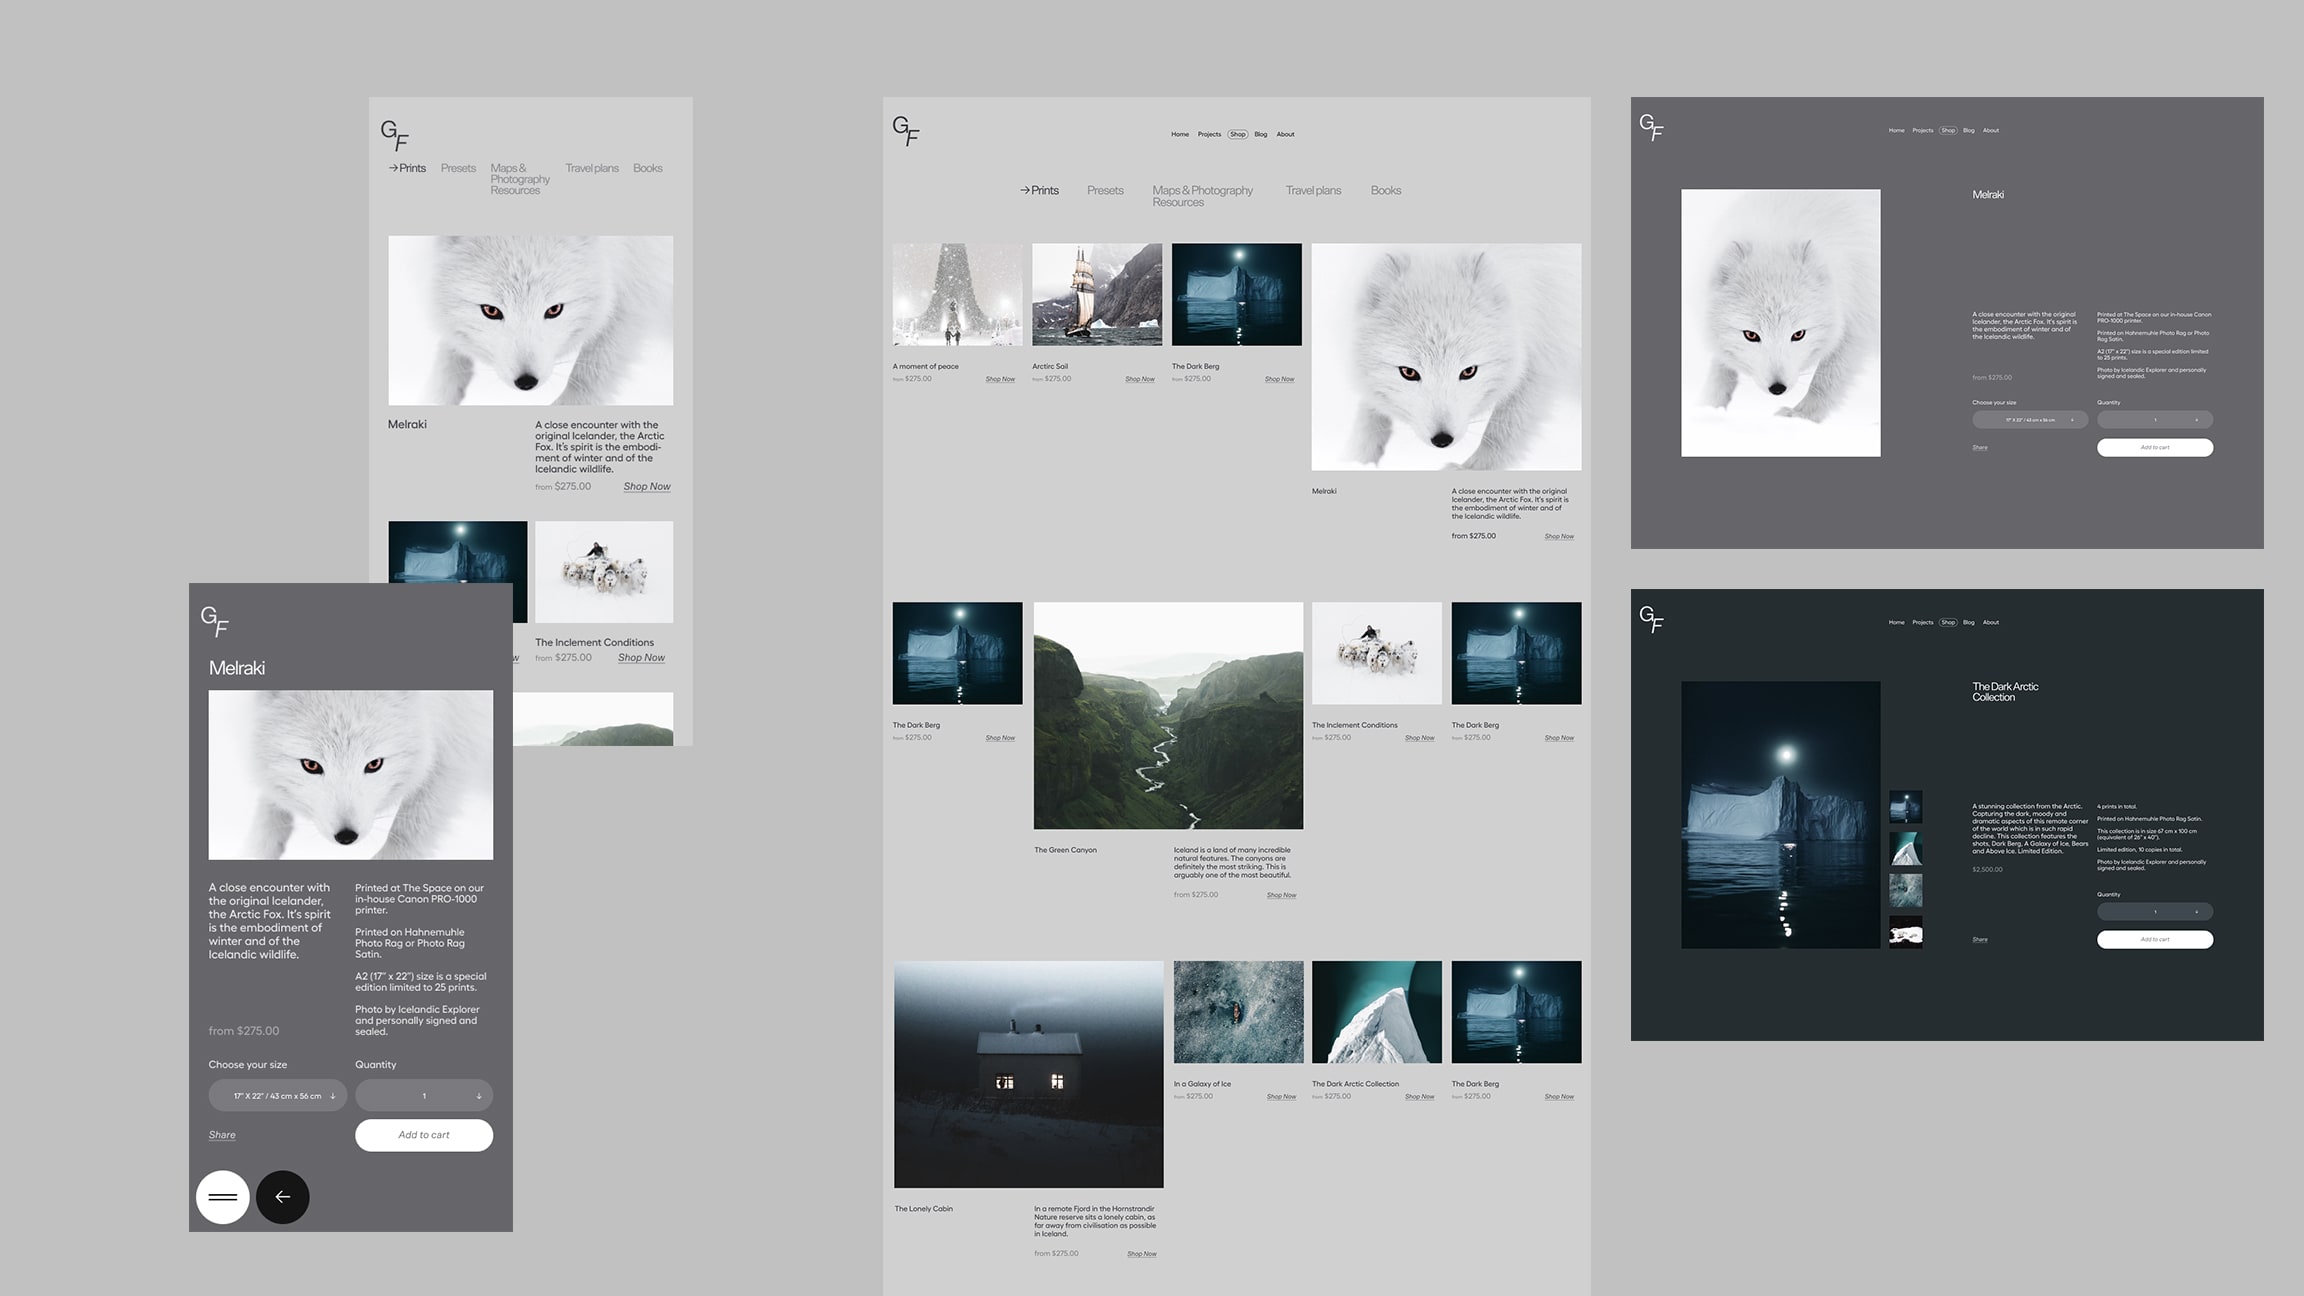 G
F
→ Prints Presets Maps & Travel plans Books
Photography
Resources
Melraki
A close encounter with the
original Icelander, the Arctic
Fox. It's spirit is the embodi-
ment of winter and of the
Icelandic wildlife.
from $275.00 Shop Now
The Inclement Conditions
w from $275.00 Shop Now
G
F
Melraki
A close encounter with
the original Icelander,
the Arctic Fox. It's spirit
is the embodiment of
winter and of the
Icelandic wildlife.
from $275.00
Printed at The Space on our
in-house Canon PRO-1000
printer.
Printed on Hahnemuhle
Photo Rag or Photo Rag
Satin.
A2 (17" x 22") size is a special
edition limited to 25 prints.
Photo by Icelandic Explorer
and personally signed and
sealed.
Choose your size
17" X 22" / 43 cm x 56 cm ↓
Quantity
1 ↓
Share
Add to cart
G
F
Home Projects Shop Blog About
→ Prints Presets Maps & Photography Travel plans Books
Resources
A moment of peace
from $275.00 Shop Now
Arctirc Sail
from $275.00 Shop Now
The Dark Berg
from $275.00 Shop Now
Melraki
A close encounter with the original
Icelander, the Arctic Fox. It's spirit is
the embodiment of winter and of
the Icelandic wildlife.
from $275.00 Shop Now
The Dark Berg
from $275.00 Shop Now
The Green Canyon
Iceland is a land of many incredible
natural features. The canyons are
definitely the most striking. This is
arguably one of the most beautiful.
from $275.00 Shop Now
The Inclement Conditions
from $275.00 Shop Now
The Dark Berg
from $275.00 Shop Now
The Lonely Cabin
In a remote Fjord in the Hornstrandir
Nature reserve sits a lonely cabin, as
far away from civilisation as possible
in Iceland.
from $275.00 Shop Now
In a Galaxy of Ice
from $275.00 Shop Now
The Dark Arctic Collection
from $275.00 Shop Now
The Dark Berg
from $275.00 Shop Now
G
F
Home Projects Shop Blog About
Melraki
A close encounter with the original
Icelander, the Arctic Fox. It's spirit is
the embodiment of winter and of
the Icelandic wildlife.
from $275.00
Printed at The Space on our in-house Canon
PRO-1000 printer.
Printed on Hahnemuhle Photo Rag or Photo
Rag Satin.
A2 (17" x 22") size is a special edition limited
to 25 prints.
Photo by Icelandic Explorer and personally
signed and sealed.
Choose your size
17" X 22" / 43 cm x 56 cm ↓
Quantity
1 ↓
Share
Add to cart
G
F
Home Projects Shop Blog About
The Dark Arctic
Collection
A stunning collection from the Arctic.
Capturing the dark, moody and
dramatic aspects of this remote corner
of the world which is in such rapid
decline. This collection features the
shots, Dark Berg, A Galaxy of Ice, Bears
and Above Ice. Limited Edition.
$2,500.00
4 prints in total.
Printed on Hahnemuhle Photo Rag Satin.
This collection is in size 67 cm x 100 cm
(equivalent of 26" x 40").
Limited edition, 10 copies in total.
Photo by Icelandic Explorer and personally
signed and sealed.
Quantity
1 ↓
Share
Add to cart